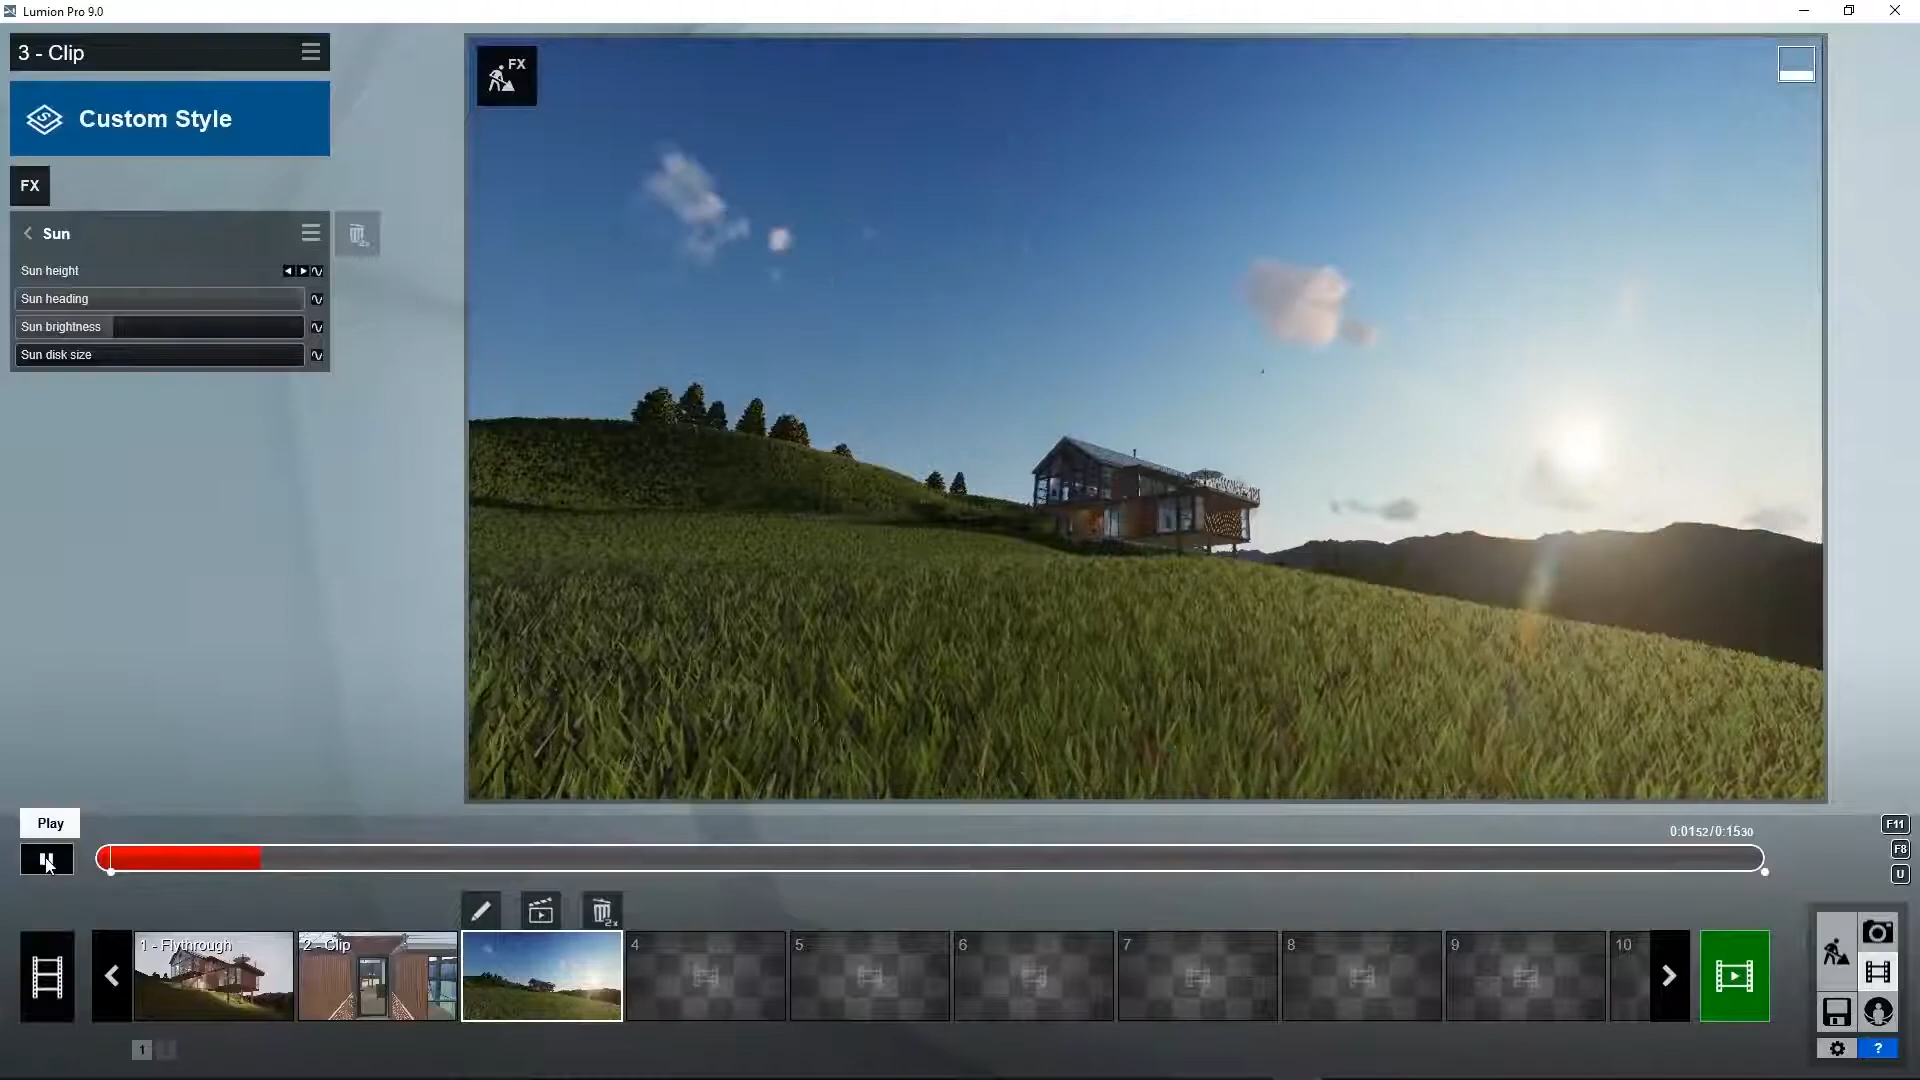 Lumion Pro 9.0
3 - Clip
Custom Style
FX
Sun
Sun height
Sun heading
Sun brightness
Sun disk size
FX
Play
0:0152/0:1530
F11
F8
U
1 - Flythrough
2 - Clip
4
5
6
7
8
9
10
1
?